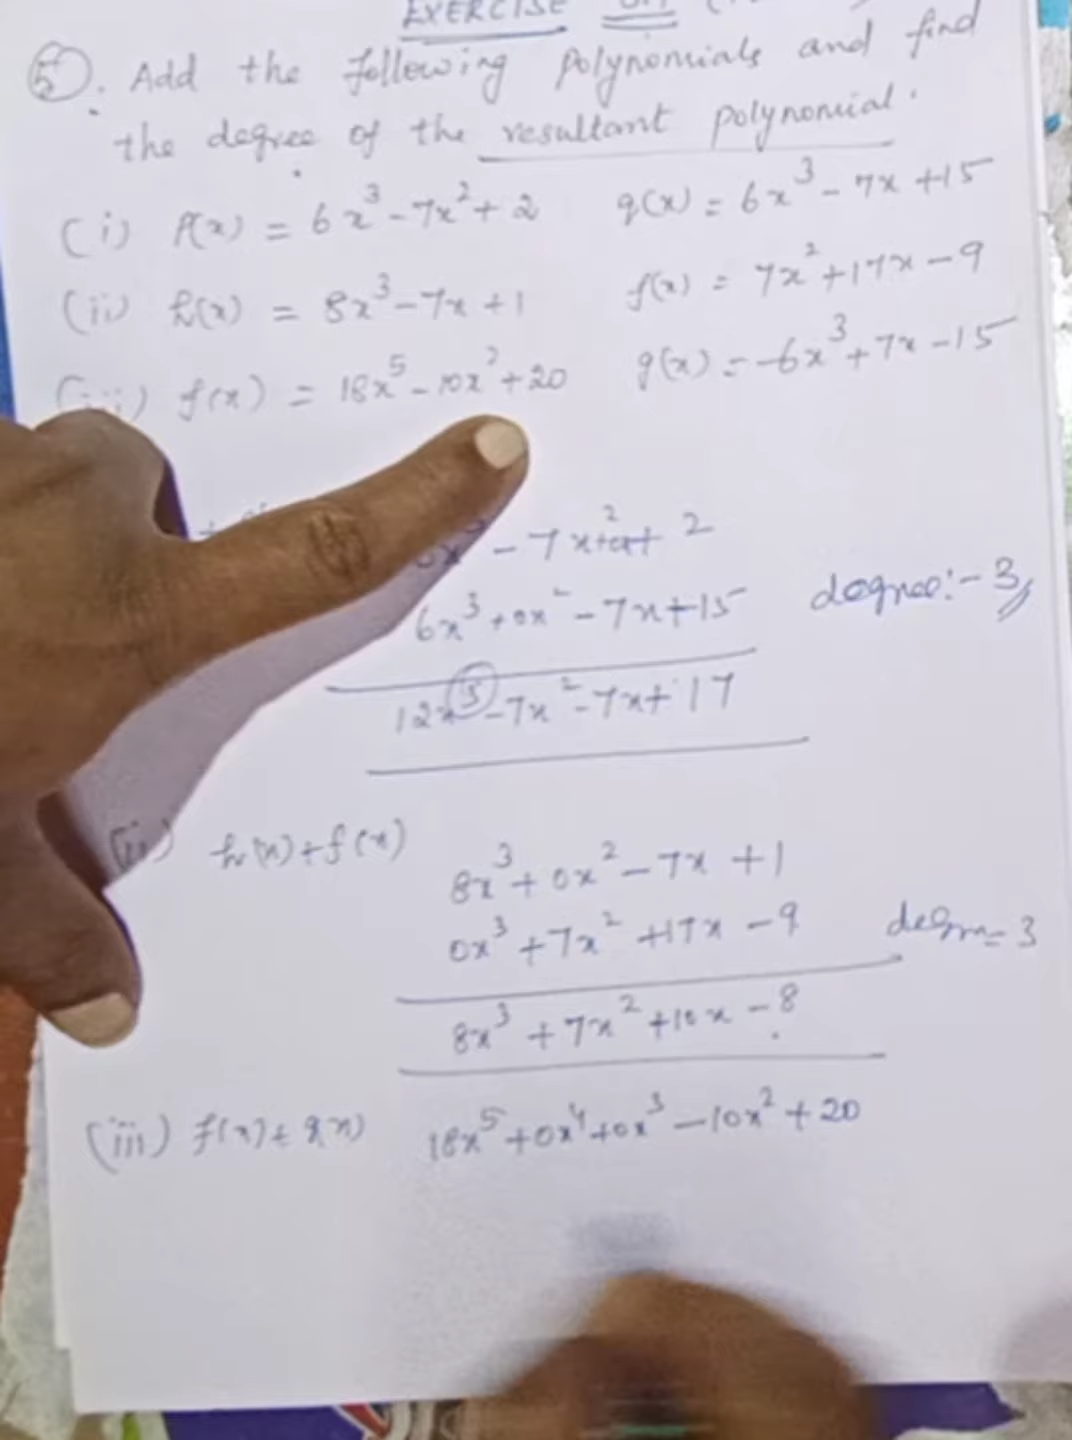 EXERCISE
5. Add the following polynomials and find
the degree of the resultant polynomial.
(i) P(x) = 6x³ - 7x² + 2 q(x) = 6x³ - 7x + 15
(ii) h(x) = 8x³ - 7x + 1 f(x) = 7x² + 17x - 9
(iii) f(x) = 18x⁵ - 10x² + 20 g(x) = -6x³ + 7x - 15
- 7x² + 2
6x³ + 0x² - 7x + 15 degree:- 3
12x³ - 7x² - 7x + 17
(ii) h(x) + f(x)
8x³ + 0x² - 7x + 1
0x³ + 7x² + 17x - 9 = 3
8x³ + 7x² + 10x - 8
(iii) f(x) + g(x) 18x⁵ + 0x⁴ + 0x³ - 10x² + 20